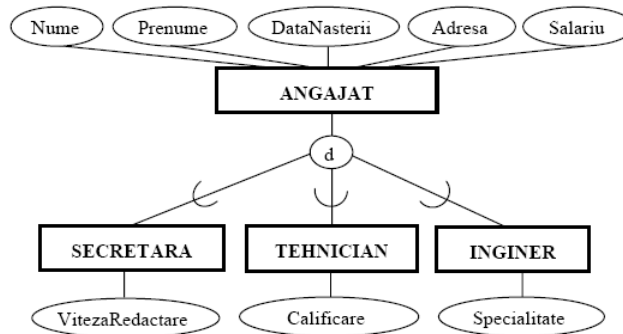 Nume Prenume DataNasterii Adresa Salariu
ANGAJAT
d
SECRETARA TEHNICIAN INGINER
VitezaRedactare Calificare Specialitate